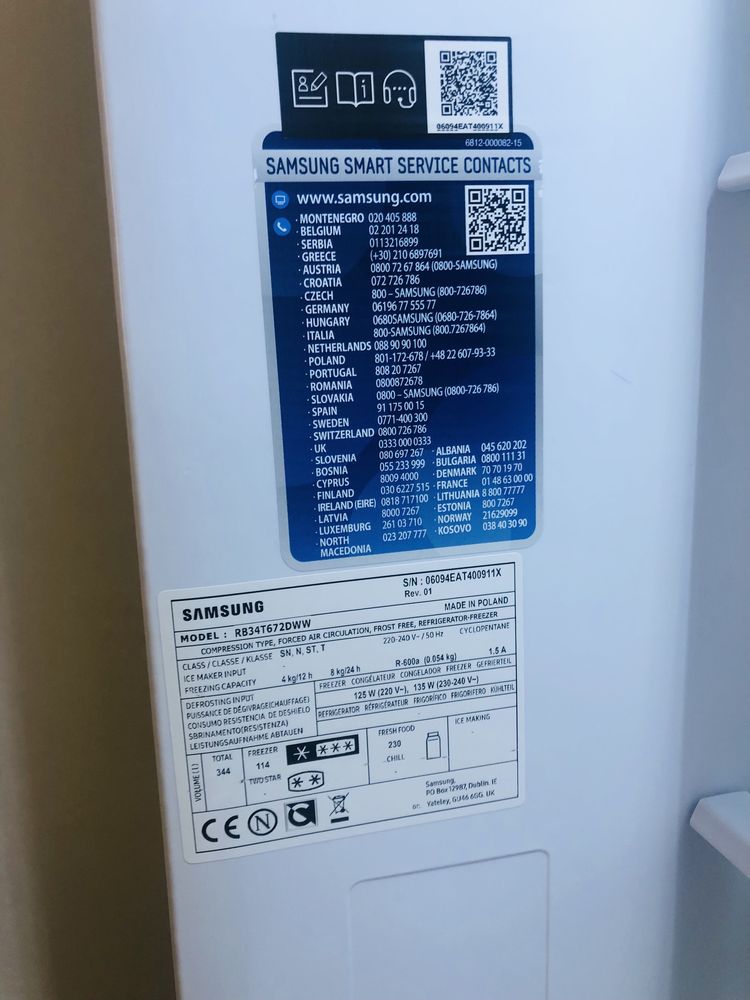 06094EAT400911X
6812-000082-15
SAMSUNG SMART SERVICE CONTACTS
www.samsung.com
· MONTENEGRO 020 405 888
· BELGIUM 02 201 24 18
· SERBIA 0113216899
· GREECE (+30) 210 6897691
· AUSTRIA 0800 72 67 864 (0800-SAMSUNG)
· CROATIA 072 726 786
· CZECH 800 – SAMSUNG (800-726786)
· GERMANY 06196 77 555 77
· HUNGARY 0680SAMSUNG (0680-726-7864)
· ITALIA 800-SAMSUNG (800.7267864)
· NETHERLANDS 088 90 90 100
· POLAND 801-172-678 / +48 22 607-93-33
· PORTUGAL 808 20 7267
· ROMANIA 0800872678
· SLOVAKIA 0800 – SAMSUNG (0800-726 786)
· SPAIN 91 175 00 15
· SWEDEN 0771-400 300
· SWITZERLAND 0800 726 786
· UK 0333 000 0333
· SLOVENIA 080 697 267 · ALBANIA 045 620 202
· BOSNIA 055 233 999 · BULGARIA 0800 111 31
· CYPRUS 8009 4000 · DENMARK 70 70 19 70
· FINLAND 030 6227 515 · FRANCE 01 48 63 00 00
· IRELAND (EIRE) 0818 717100 · LITHUANIA 8 800 77777
· LATVIA 8000 7267 · ESTONIA 800 7267
· LUXEMBURG 261 03 710 · NORWAY 21629099
· NORTH MACEDONIA 023 207 777 · KOSOVO 038 40 30 90
SAMSUNG
S/N : 06094EAT400911X
Rev. 01
MODEL : RB34T672DWW
MADE IN POLAND
COMPRESSION TYPE, FORCED AIR CIRCULATION, FROST FREE, REFRIGERATOR-FREEZER
CLASS / CLASSE / KLASSE SN, N, ST, T 220-240 V~ / 50 Hz CYCLOPENTANE
ICE MAKER INPUT R-600a (0.054 kg) 1.5 A
FREEZING CAPACITY 4 kg/12 h 8 kg/24 h
DEFROSTING INPUT
PUISSANCE DE DÉGIVRAGE(CHAUFFAGE)
CONSUMO RESISTENCIA DE DESHIELO
SBRINAMENTO(RESISTENZA)
LEISTUNGSAUFNAHME ABTAUEN
FREEZER CONGÉLATEUR CONGELADOR FREEZER GEFRIERTEIL
125 W (220 V~), 135 W (230-240 V~)
REFRIGERATOR RÉFRIGÉRATEUR FRIGORÍFICO FRIGORIFERO KÜHLTEIL
VOLUME ( l )
TOTAL
344
FREEZER
114
TWO STAR
FRESH FOOD
230
CHILL
ICE MAKING
CE N
Samsung,
PO Box 12987, Dublin. IE
or, Yateley, GU46 6GG. UK